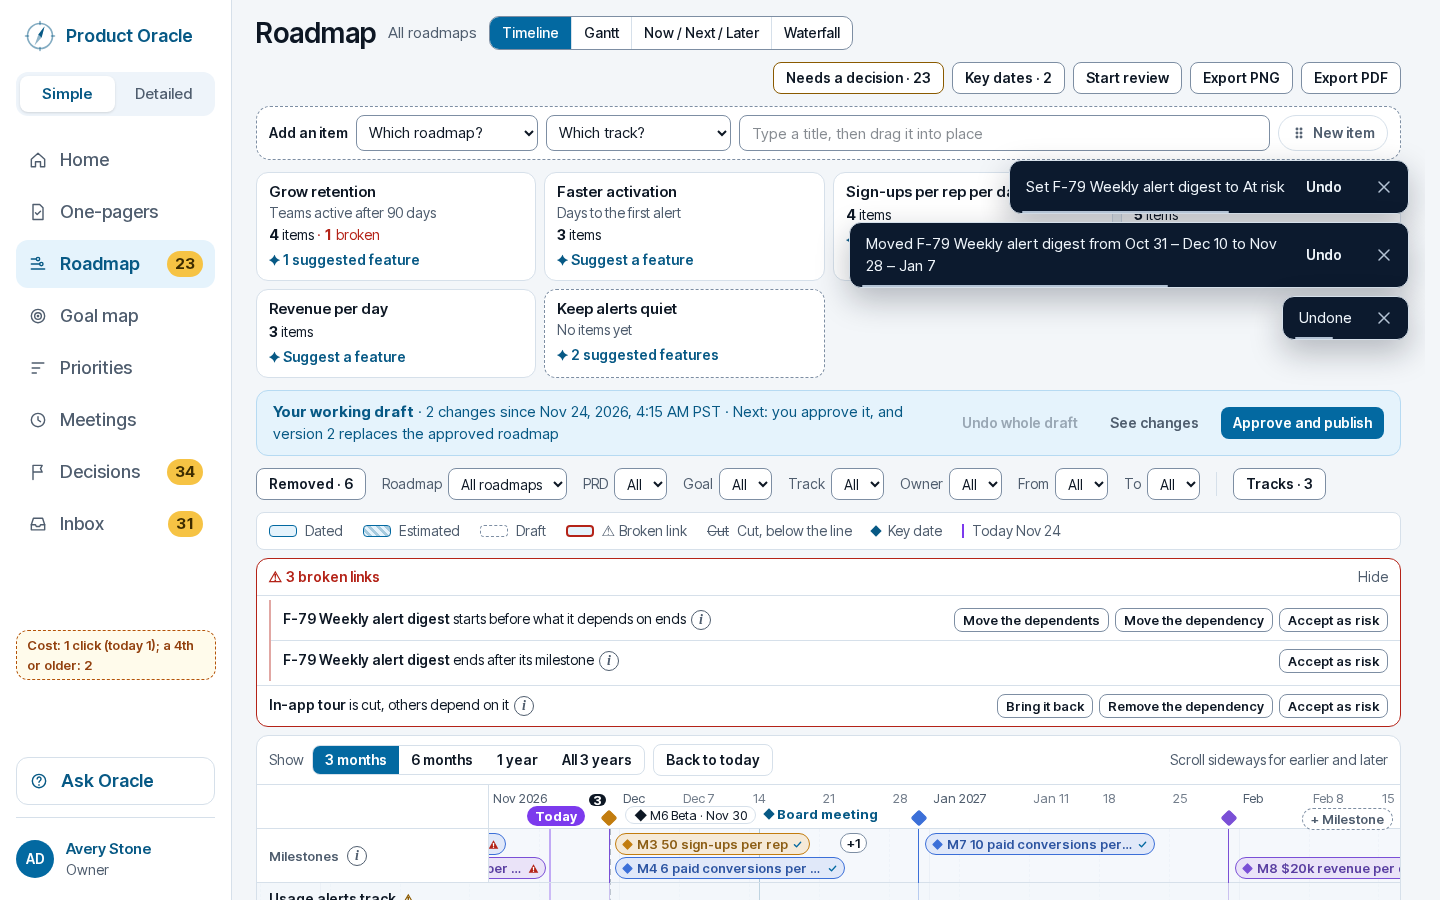 Product Oracle
Simple
Detailed
Home
One-pagers
Roadmap 23
Goal map
Priorities
Meetings
Decisions 34
Inbox 31
Cost: 1 click (today 1); a 4th
or older: 2
Ask Oracle
AD
Avery Stone
Owner
Roadmap All roadmaps Timeline Gantt Now / Next / Later Waterfall
Needs a decision · 23 Key dates · 2 Start review Export PNG Export PDF
Add an item Which roadmap? Which track? Type a title, then drag it into place New item
Grow retention
Teams active after 90 days
4 items · 1 broken
1 suggested feature
Faster activation
Days to the first alert
3 items
Suggest a feature
Sign-ups per rep per da
4 items
5 items
Set F-79 Weekly alert digest to At risk Undo
Moved F-79 Weekly alert digest from Oct 31 – Dec 10 to Nov
28 – Jan 7
Undo
Undone
Revenue per day
3 items
Suggest a feature
Keep alerts quiet
No items yet
2 suggested features
Your working draft · 2 changes since Nov 24, 2026, 4:15 AM PST · Next: you approve it, and
version 2 replaces the approved roadmap
Undo whole draft See changes Approve and publish
Removed · 6 Roadmap All roadmaps PRD All Goal All Track All Owner All From All To All Tracks · 3
Dated Estimated Draft ⚠ Broken link Cut Cut, below the line Key date Today Nov 24
⚠ 3 broken links Hide
F-79 Weekly alert digest starts before what it depends on ends i Move the dependents Move the dependency Accept as risk
F-79 Weekly alert digest ends after its milestone i Accept as risk
In-app tour is cut, others depend on it i Bring it back Remove the dependency Accept as risk
Show 3 months 6 months 1 year All 3 years Back to today Scroll sideways for earlier and later
Nov 2026 3 Dec Dec 7 14 21 28 Jan 2027 Jan 11 18 25 Feb Feb 8 15
Today M6 Beta · Nov 30 Board meeting + Milestone
Milestones i
M3 50 sign-ups per rep ✓ +1 M7 10 paid conversions per... ✓
per ... M4 6 paid conversions per ... ✓ M8 $20k revenue per
Usage alerts track